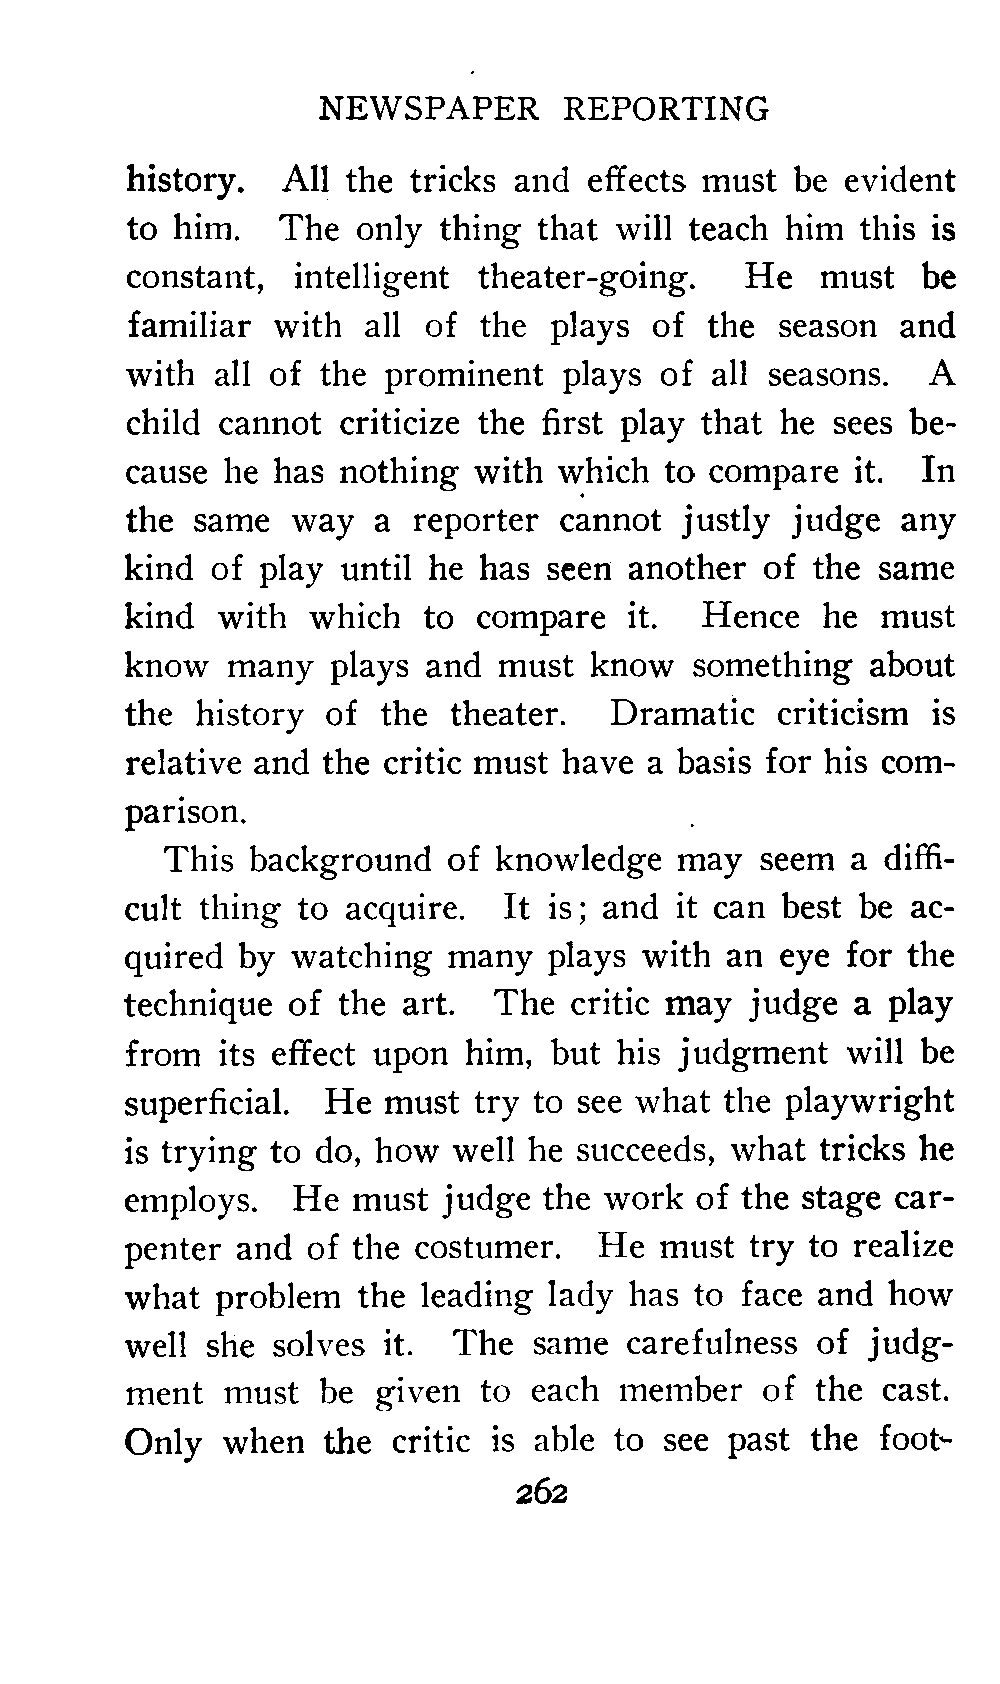 NEWSPAPER REPORTING
history. All the tricks and effects must be evident
to him. The only thing that will teach him this is
constant, intelligent theater-going. He must be
familiar with all of the plays of the season and
with all of the prominent plays of all seasons. A
child cannot criticize the first play that he sees be-
cause he has nothing with which to compare it. In
the same way a reporter cannot justly judge any
kind of play until he has seen another of the same
kind with which to compare it. Hence he must
know many plays and must know something about
the history of the theater. Dramatic criticism is
relative and the critic must have a basis for his com-
parison.
This background of knowledge may seem a diffi-
cult thing to acquire. It is; and it can best be ac-
quired by watching many plays with an eye for the
technique of the art. The critic may judge a play
from its effect upon him, but his judgment will be
superficial. He must try to see what the playwright
is trying to do, how well he succeeds, what tricks he
employs. He must judge the work of the stage car-
penter and of the costumer. He must try to realize
what problem the leading lady has to face and how
well she solves it. The same carefulness of judg-
ment must be given to each member of the cast.
Only when the critic is able to see past the foot-
262